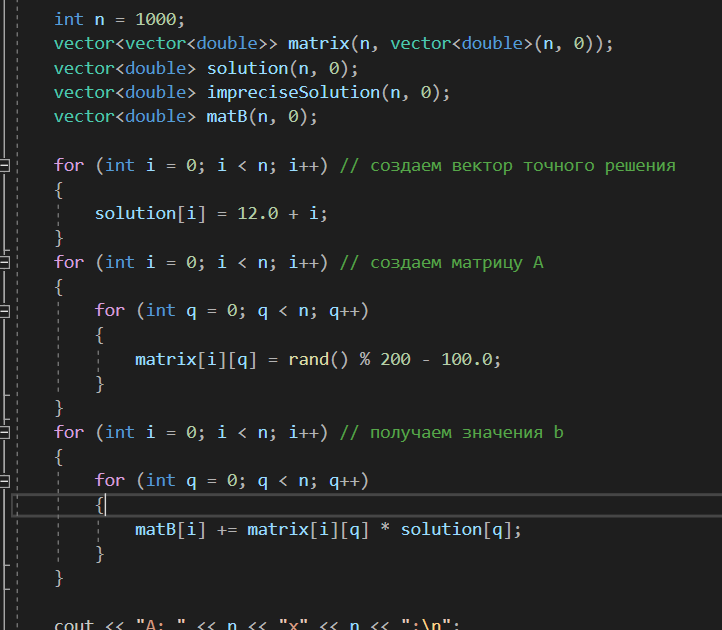 int n = 1000;
vector<vector<double>> matrix(n, vector<double>(n, 0));
vector<double> solution(n, 0);
vector<double> impreciseSolution(n, 0);
vector<double> matB(n, 0);
for (int i = 0; i < n; i++) // создаем вектор точного решения
{
solution[i] = 12.0 + i;
}
for (int i = 0; i < n; i++) // создаем матрицу А
{
for (int q = 0; q < n; q++)
{
matrix[i][q] = rand() % 200 - 100.0;
}
}
for (int i = 0; i < n; i++) // получаем значения b
{
for (int q = 0; q < n; q++)
{
matB[i] += matrix[i][q] * solution[q];
}
}
cout << "A: " << n << "x" << n << ":\n";